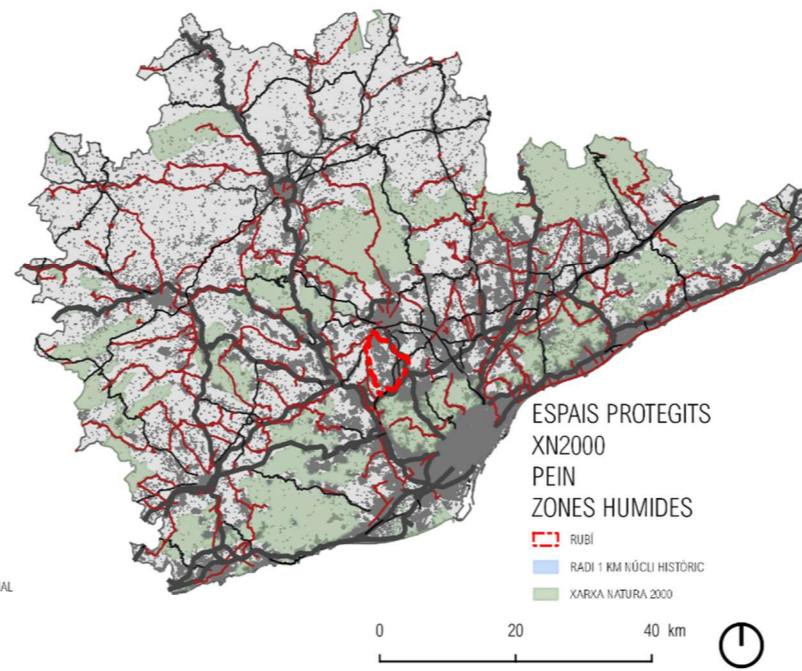 ESPAIS PROTEGITS
XN2000
PEIN
ZONES HUMIDES
RUBÍ
RADI 1 KM NÚCLI HISTÒRIC
XARXA NATURA 2000
AL
0 20 40 km